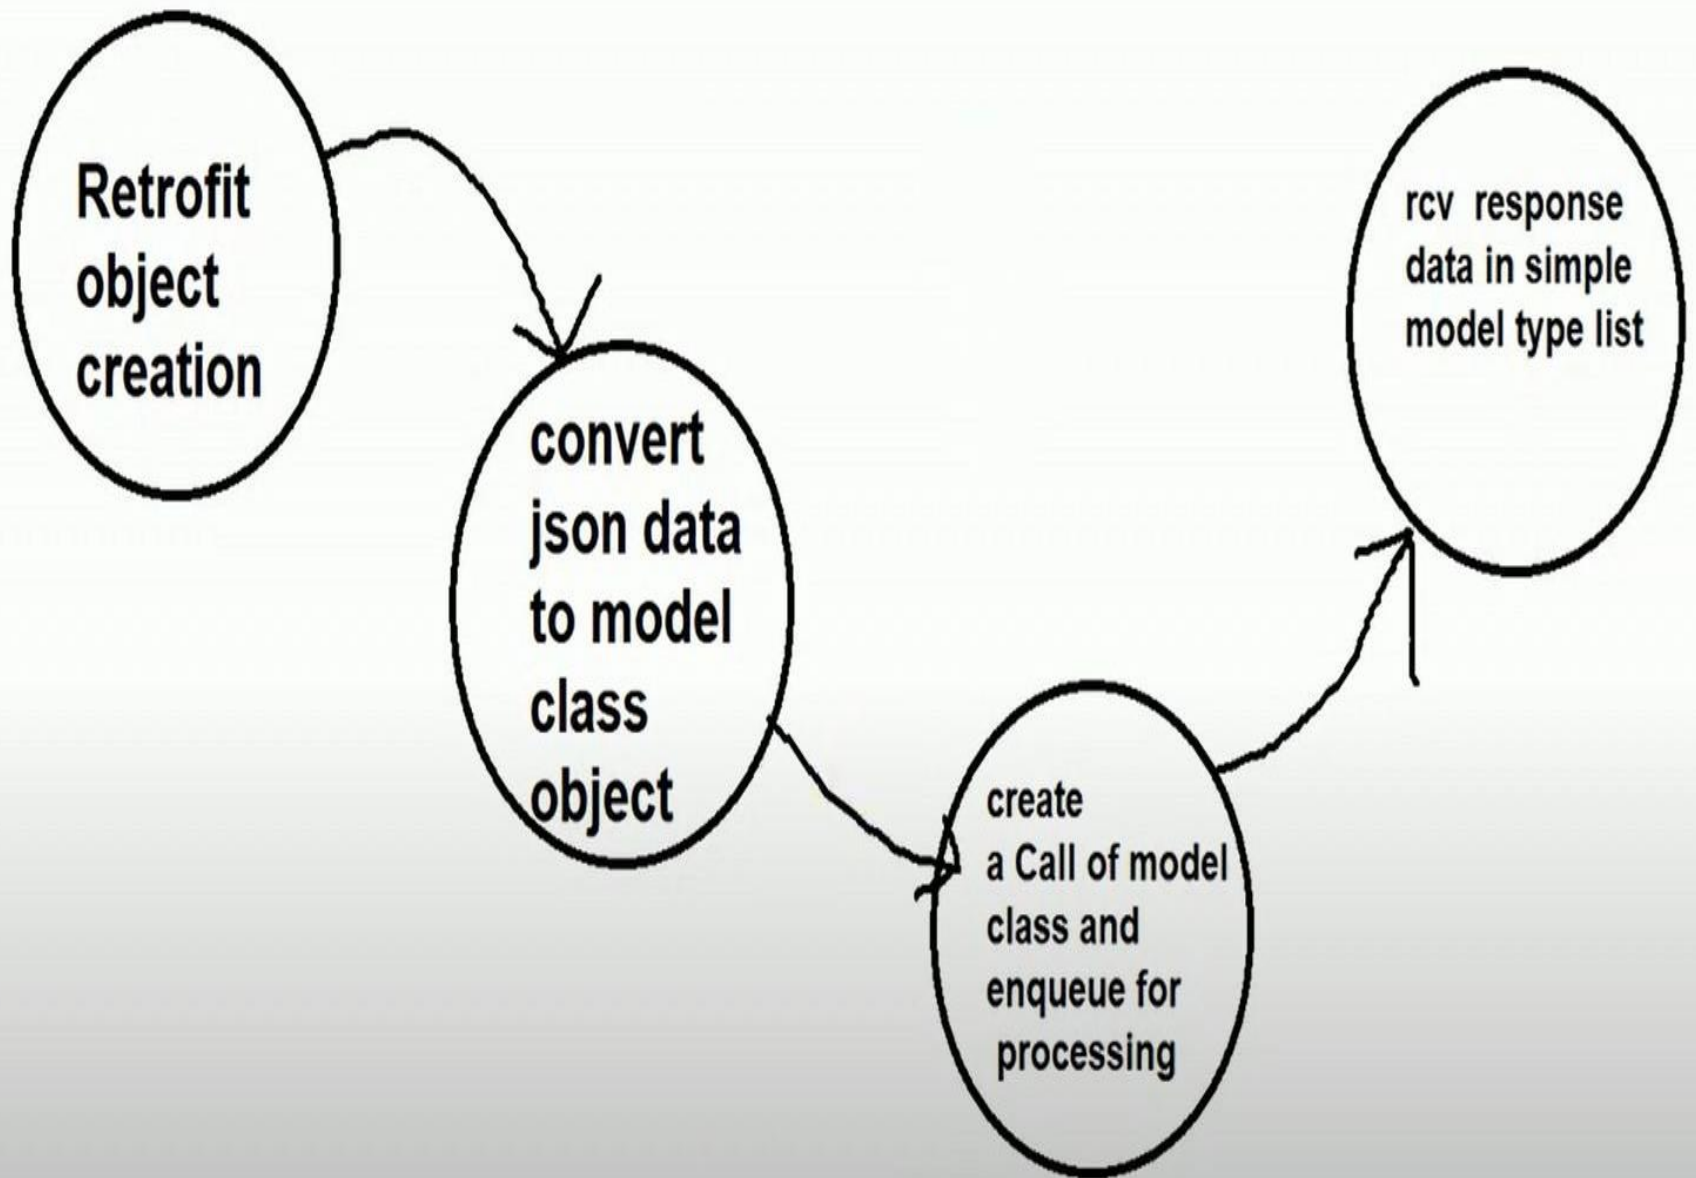 Retrofit
object
creation
convert
json data
to model
class
object
create
a Call of model
class and
enqueue for
processing
rcv response
data in simple
model type list